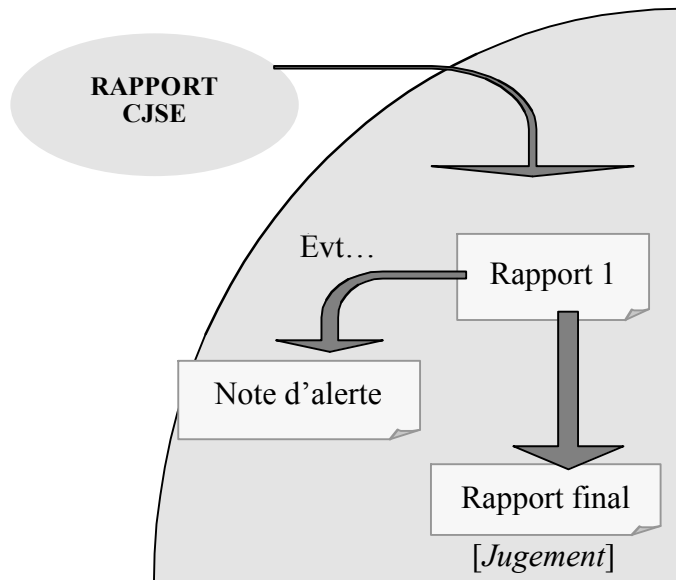 RAPPORT
CJSE
Evt…
Rapport 1
Note d’alerte
Rapport final
[Jugement]